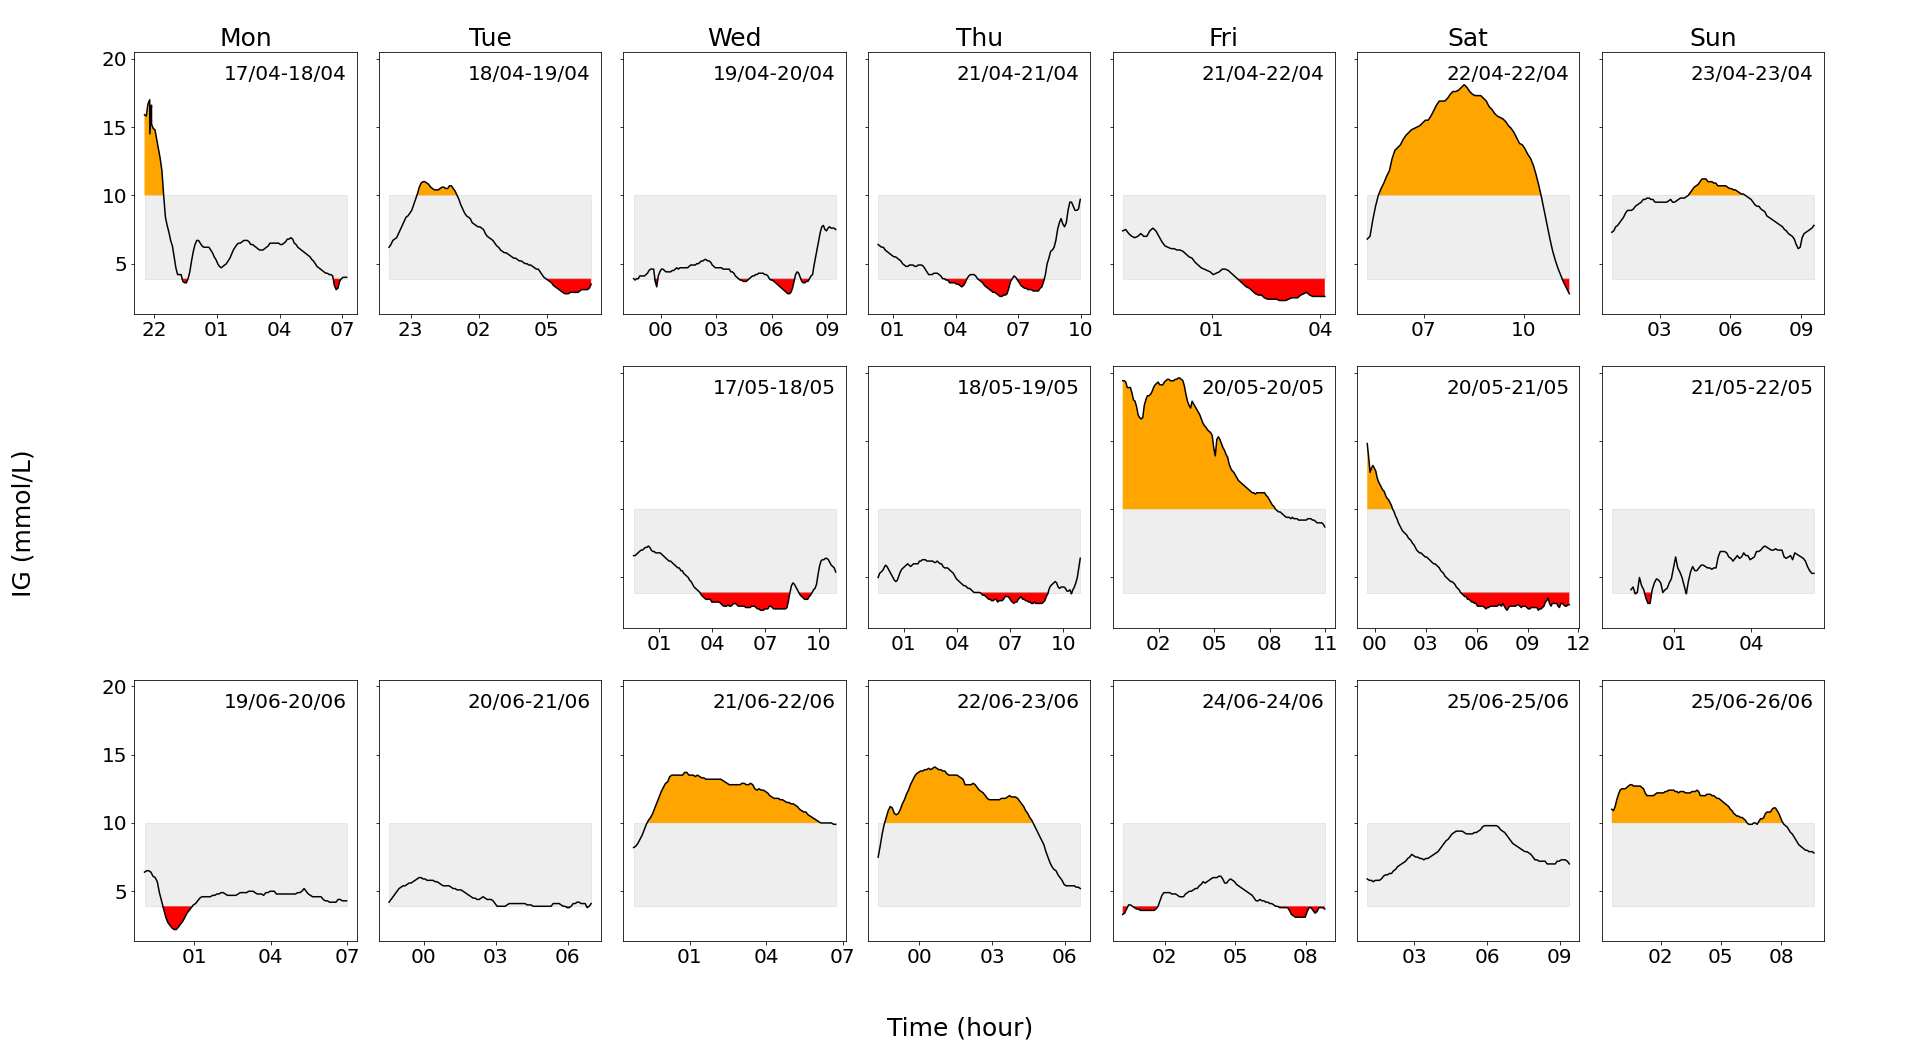 Mon Tue Wed Thu Fri Sat Sun
20 17/04-18/04 18/04-19/04 19/04-20/04 21/04-21/04 21/04-22/04 22/04-22/04 23/04-23/04
15
10
5
22 01 04 07 23 02 05 00 03 06 09 01 04 07 10 01 04 07 10 03 06 09
17/05-18/05 18/05-19/05 20/05-20/05 20/05-21/05 21/05-22/05
IG (mmol/L)
01 04 07 10 01 04 07 10 02 05 08 11 00 03 06 09 12 01 04
20 19/06-20/06 20/06-21/06 21/06-22/06 22/06-23/06 24/06-24/06 25/06-25/06 25/06-26/06
15
10
5
01 04 07 00 03 06 01 04 07 00 03 06 02 05 08 03 06 09 02 05 08
Time (hour)